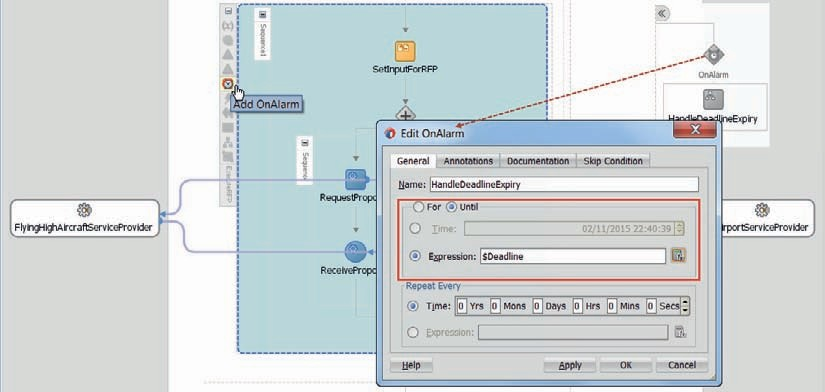 Sequence1
SetInputForRFP
OnAlarm
HandleDeadlineExpiry
Add OnAlarm
Edit OnAlarm
General Annotations Documentation Skip Condition
Name: HandleDeadlineExpiry
For Until
Time: 02/11/2015 22:40:39
Expression: $Deadline
Repeat Every
Time: 0 Yrs 0 Mons 0 Days 0 Hrs 0 Mins 0 Secs
Expression:
Help Apply OK Cancel
Sequence
RequestPropo
ReceivePropo
FlyingHighAircraftServiceProvider
irportServiceProvider
ExecuteRFP